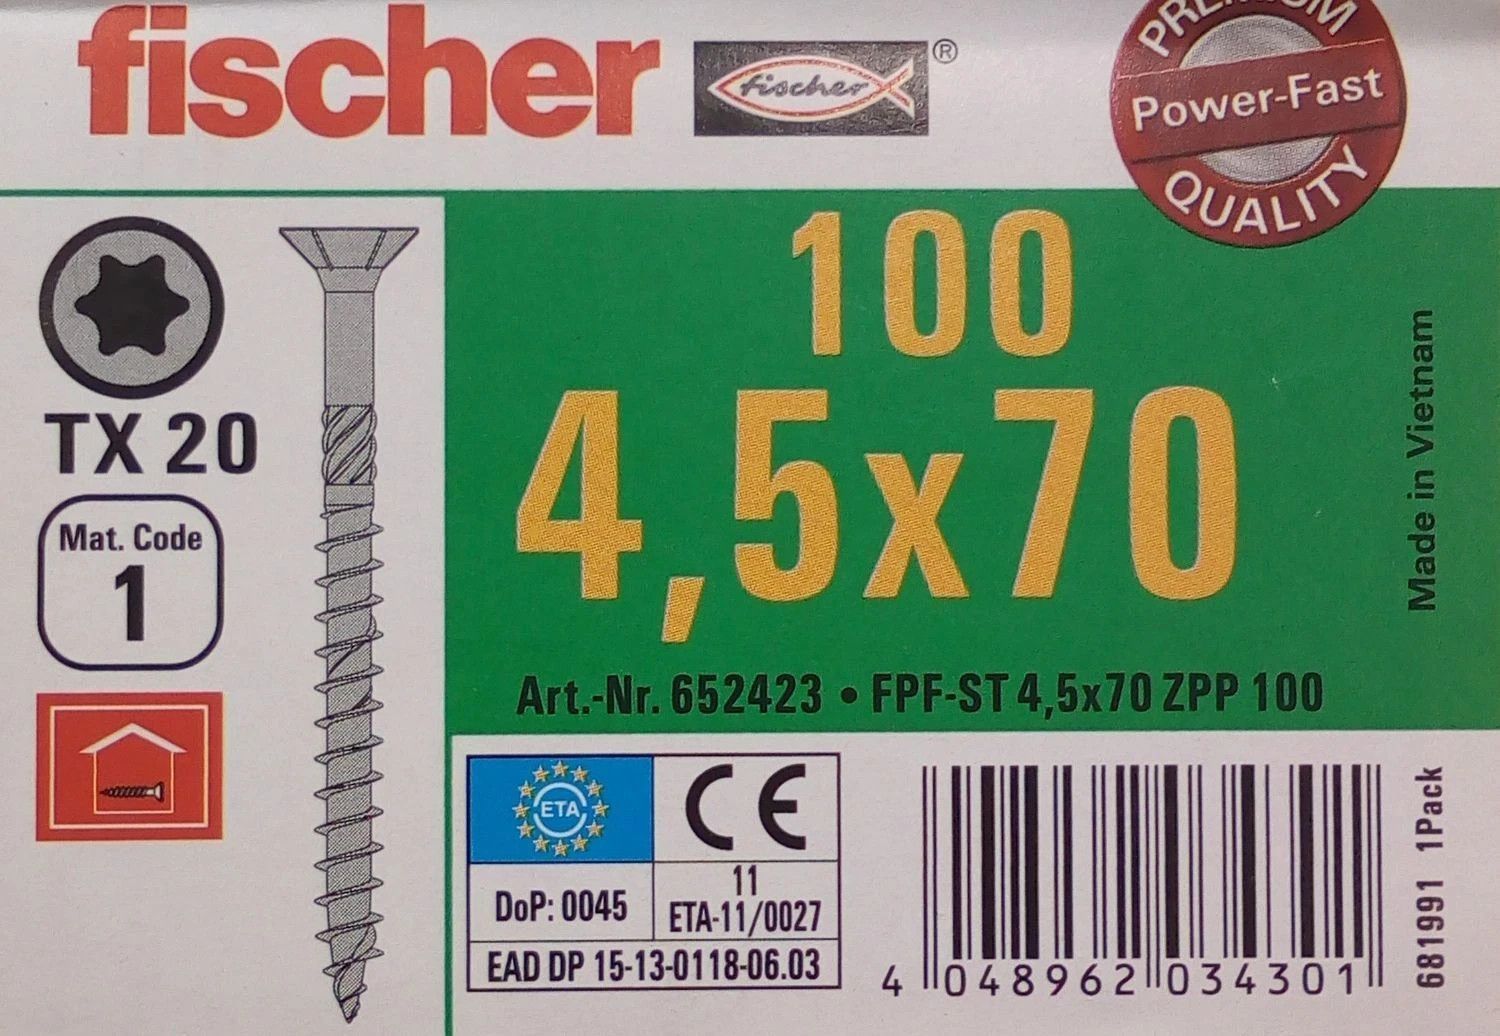 fischer
fischer ®
PREMIUM
Power-Fast
QUALITY
TX 20
Mat. Code
1
100
4,5x70
Made in Vietnam
Art.-Nr. 652423 • FPF-ST 4,5x70 ZPP 100
ETA
CE
DoP: 0045
11
ETA-11/0027
EAD DP 15-13-0118-06.03
4 048962 034301
681991 1Pack